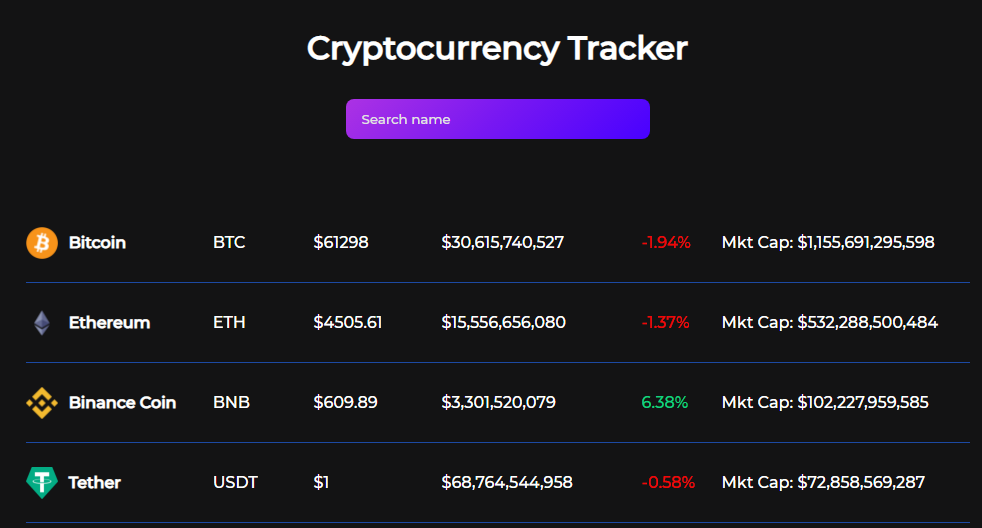 Cryptocurrency Tracker
Search name
Bitcoin BTC $61298 $30,615,740,527 -1.94% Mkt Cap: $1,155,691,295,598
Ethereum ETH $4505.61 $15,556,656,080 -1.37% Mkt Cap: $532,288,500,484
Binance Coin BNB $609.89 $3,301,520,079 6.38% Mkt Cap: $102,227,959,585
Tether USDT $1 $68,764,544,958 -0.58% Mkt Cap: $72,858,569,287